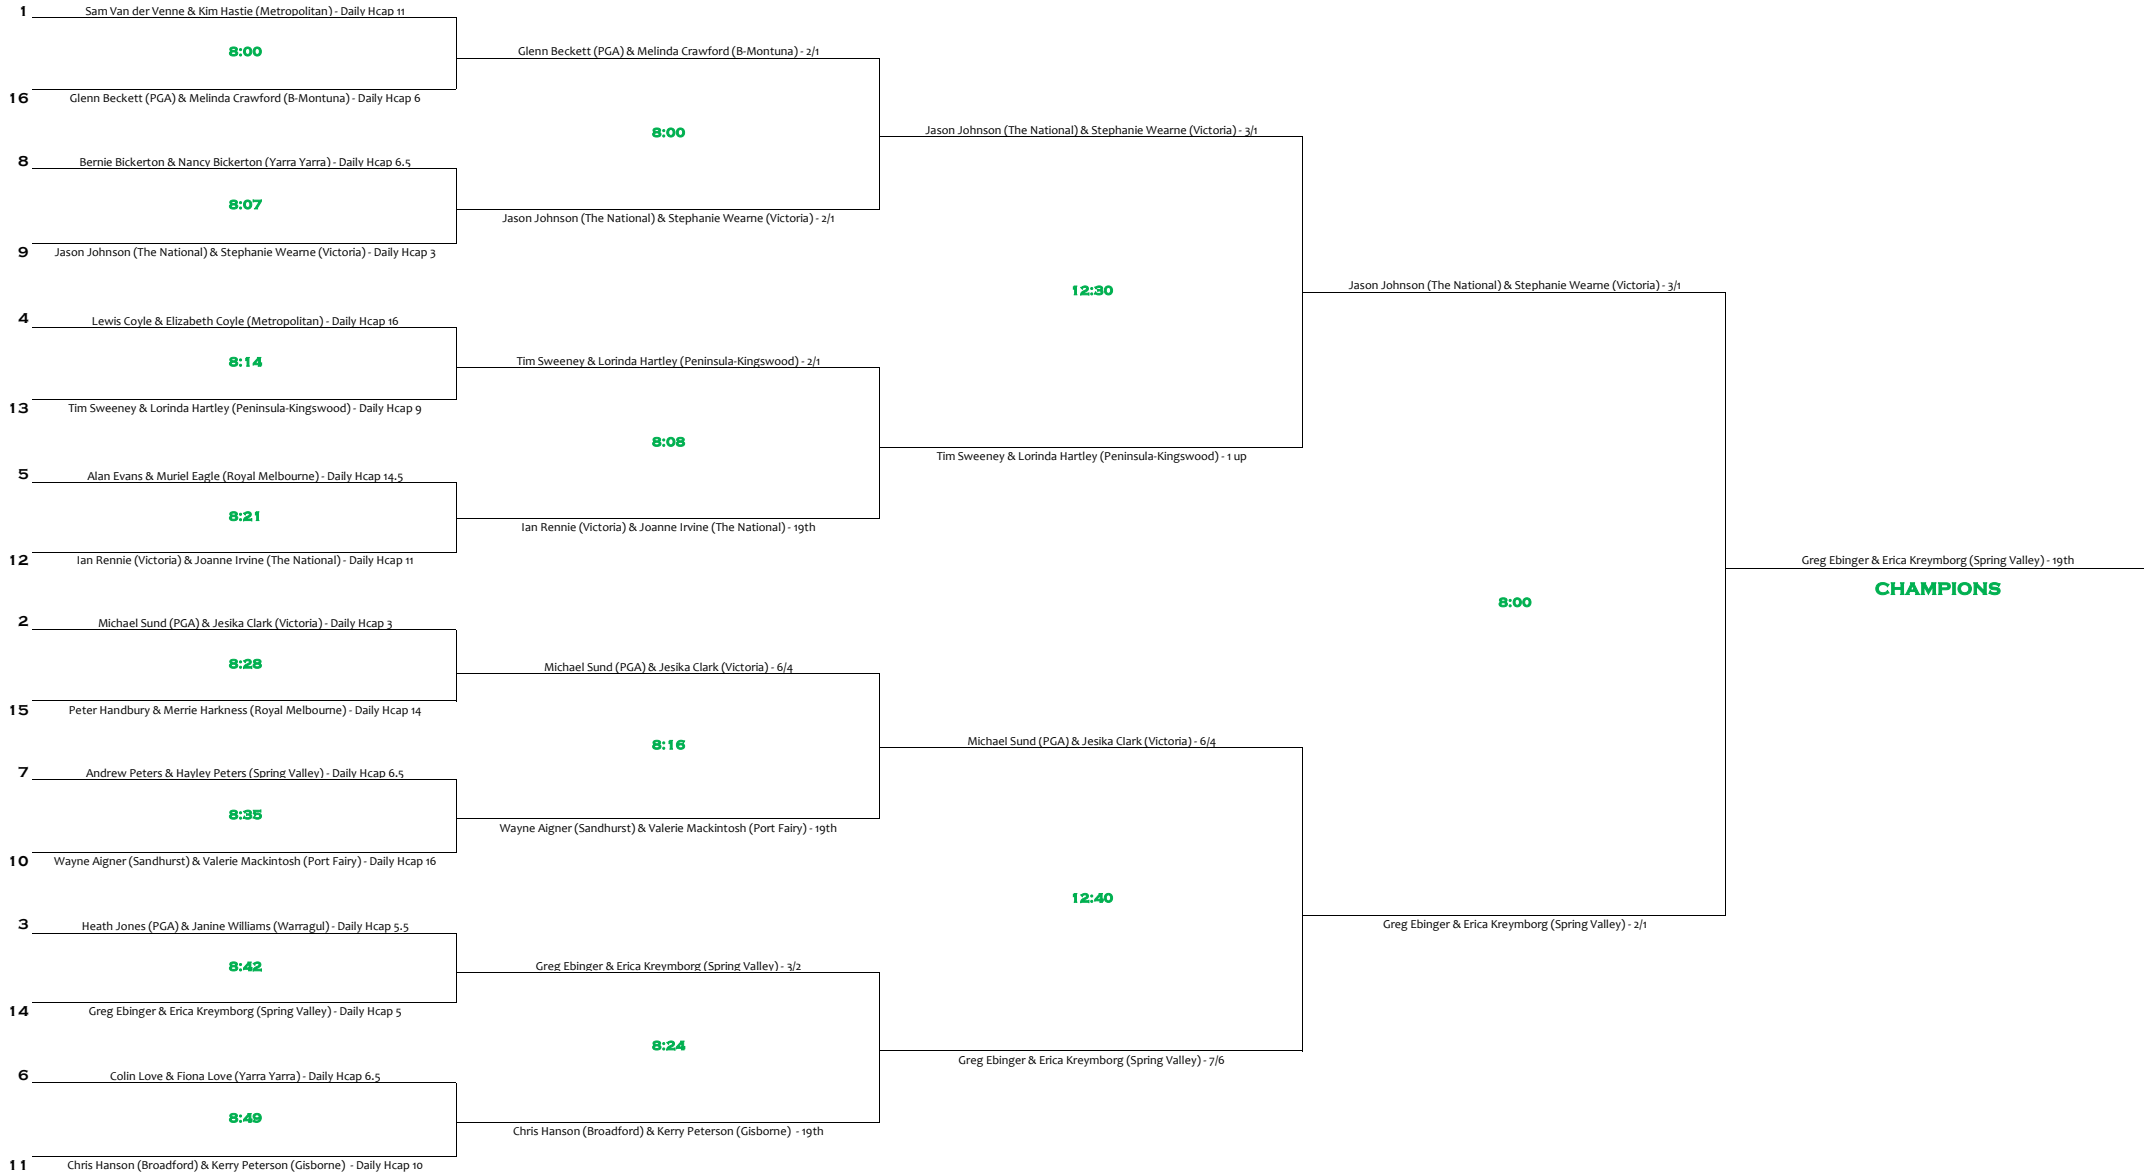 1 Sam Van der Venne & Kim Hastie (Metropolitan) - Daily Hcap 11
8:00
16 Glenn Beckett (PGA) & Melinda Crawford (B-Montuna) - Daily Hcap 6
8 Bernie Bickerton & Nancy Bickerton (Yarra Yarra) - Daily Hcap 6.5
8:07
9 Jason Johnson (The National) & Stephanie Wearne (Victoria) - Daily Hcap 3
4 Lewis Coyle & Elizabeth Coyle (Metropolitan) - Daily Hcap 16
8:14
13 Tim Sweeney & Lorinda Hartley (Peninsula-Kingswood) - Daily Hcap 9
5 Alan Evans & Muriel Eagle (Royal Melbourne) - Daily Hcap 14.5
8:21
12 Ian Rennie (Victoria) & Joanne Irvine (The National) - Daily Hcap 11
2 Michael Sund (PGA) & Jesika Clark (Victoria) - Daily Hcap 3
8:28
15 Peter Handbury & Merrie Harkness (Royal Melbourne) - Daily Hcap 14
7 Andrew Peters & Hayley Peters (Spring Valley) - Daily Hcap 6.5
8:35
10 Wayne Aigner (Sandhurst) & Valerie Mackintosh (Port Fairy) - Daily Hcap 16
3 Heath Jones (PGA) & Janine Williams (Warragul) - Daily Hcap 5.5
8:42
14 Greg Ebinger & Erica Kreymborg (Spring Valley) - Daily Hcap 5
6 Colin Love & Fiona Love (Yarra Yarra) - Daily Hcap 6.5
8:49
11 Chris Hanson (Broadford) & Kerry Peterson (Gisborne) - Daily Hcap 10
Glenn Beckett (PGA) & Melinda Crawford (B-Montuna) - 2/1
8:00
Jason Johnson (The National) & Stephanie Wearne (Victoria) - 2/1
Tim Sweeney & Lorinda Hartley (Peninsula-Kingswood) - 2/1
8:08
Ian Rennie (Victoria) & Joanne Irvine (The National) - 19th
Michael Sund (PGA) & Jesika Clark (Victoria) - 6/4
8:16
Wayne Aigner (Sandhurst) & Valerie Mackintosh (Port Fairy) - 19th
Greg Ebinger & Erica Kreymborg (Spring Valley) - 3/2
8:24
Chris Hanson (Broadford) & Kerry Peterson (Gisborne) - 19th
Jason Johnson (The National) & Stephanie Wearne (Victoria) - 3/1
12:30
Tim Sweeney & Lorinda Hartley (Peninsula-Kingswood) - 1 up
Michael Sund (PGA) & Jesika Clark (Victoria) - 6/4
12:40
Greg Ebinger & Erica Kreymborg (Spring Valley) - 7/6
Jason Johnson (The National) & Stephanie Wearne (Victoria) - 3/1
8:00
Greg Ebinger & Erica Kreymborg (Spring Valley) - 2/1
Greg Ebinger & Erica Kreymborg (Spring Valley) - 19th
CHAMPIONS